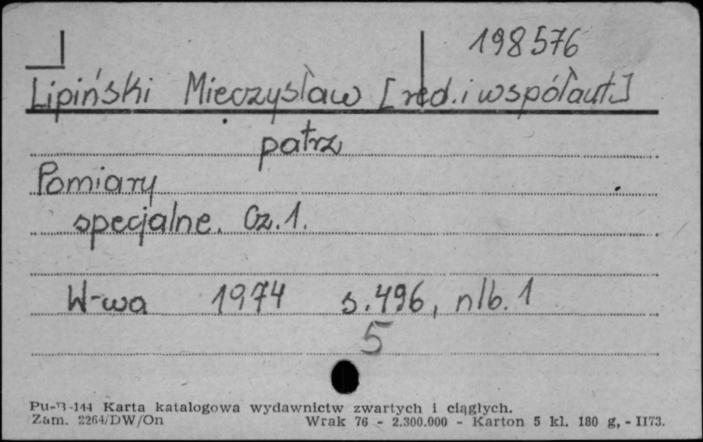 198576
Lipiński Mieczysław [red. i współaut.]
patrz
Pomiary
specjalne. Cz. 1.
W-wa 1974 s. 496, nlb. 1
5
Pu-B-144 Karta katalogowa wydawnictw zwartych i ciągłych.
Zam. 2264/DW/On Wrak 76 - 2.300.000 - Karton 5 kl. 180 g, - II73.